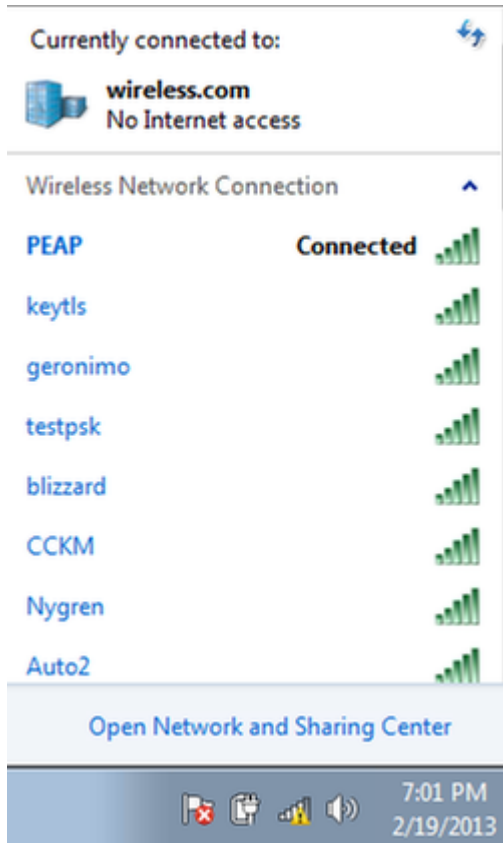 Currently connected to:
wireless.com
No Internet access
Wireless Network Connection
PEAP Connected
keytls
geronimo
testpsk
blizzard
CCKM
Nygren
Auto2
Open Network and Sharing Center
7:01 PM
2/19/2013